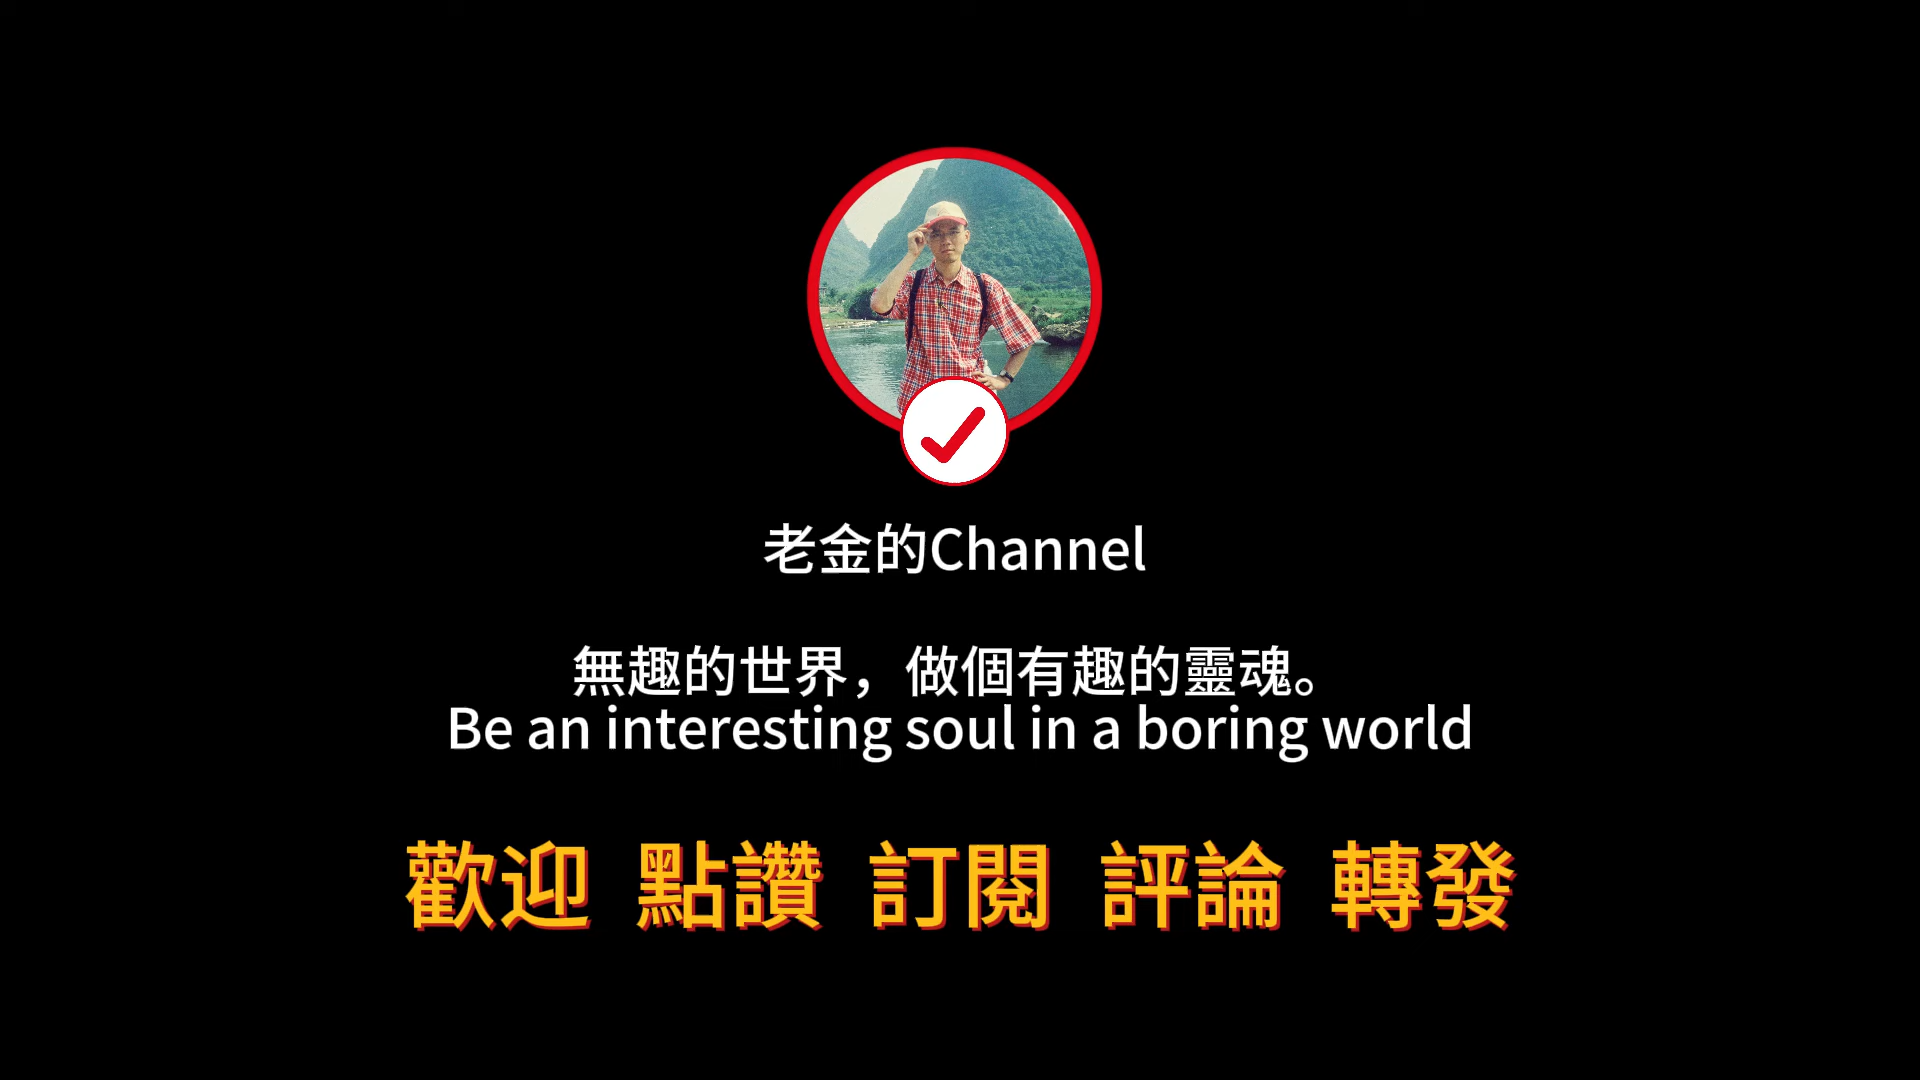 老金的Channel
無趣的世界，做個有趣的靈魂。
Be an interesting soul in a boring world
歡迎 點讚 訂閱 評論 轉發